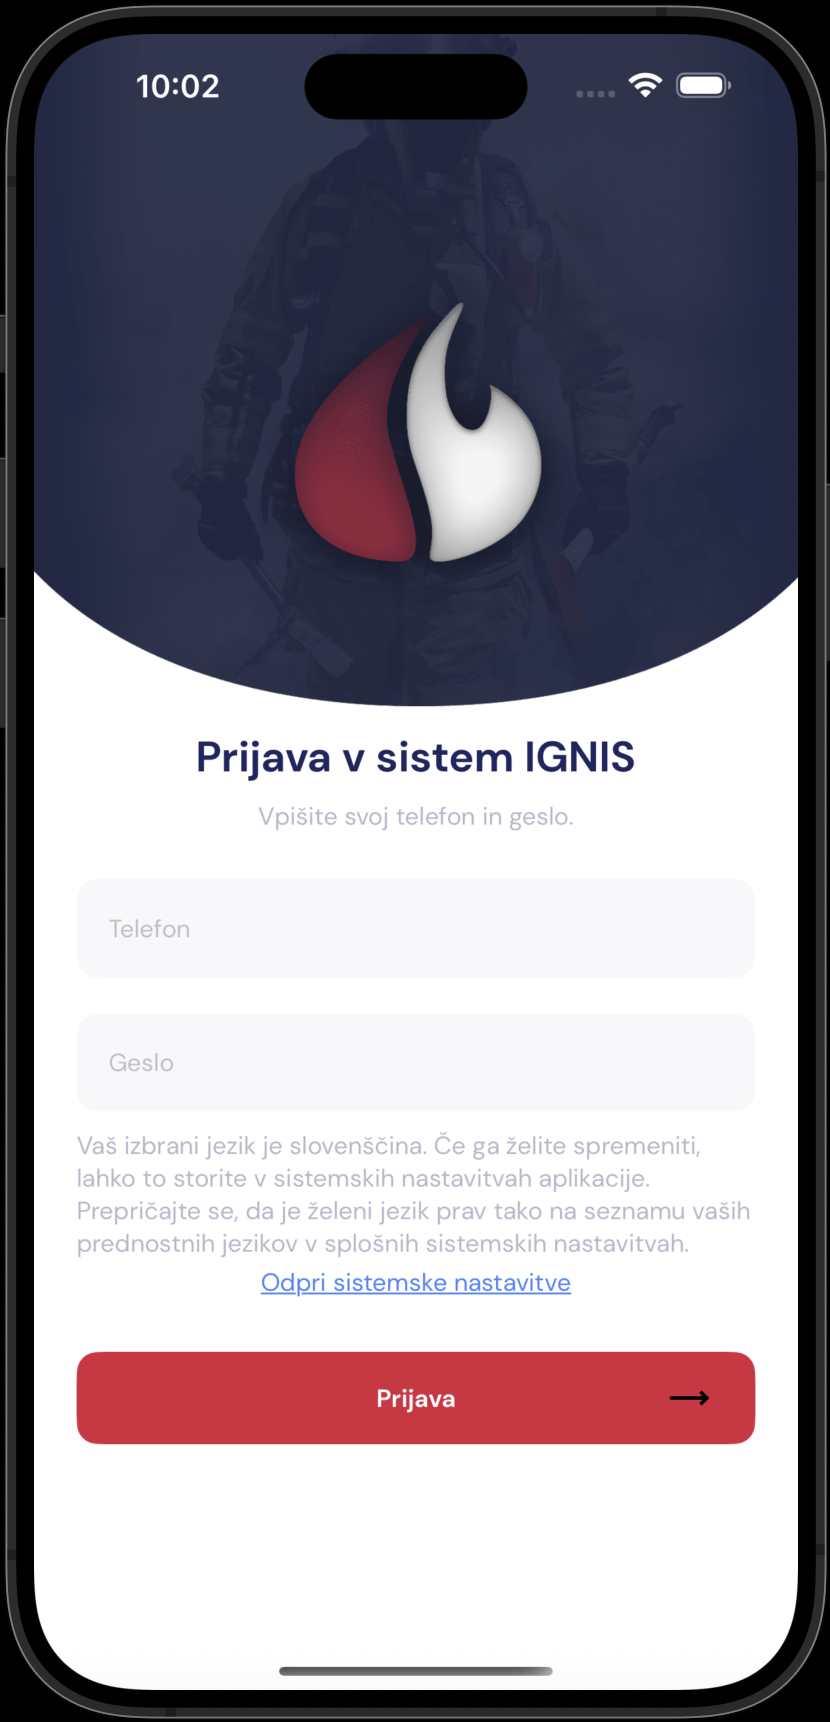 10:02
Prijava v sistem IGNIS
Vpišite svoj telefon in geslo.
Telefon
Geslo
Vaš izbrani jezik je slovenščina. Če ga želite spremeniti,
lahko to storite v sistemskih nastavitvah aplikacije.
Prepričajte se, da je želeni jezik prav tako na seznamu vaših
prednostnih jezikov v splošnih sistemskih nastavitvah.
Odpri sistemske nastavitve
Prijava